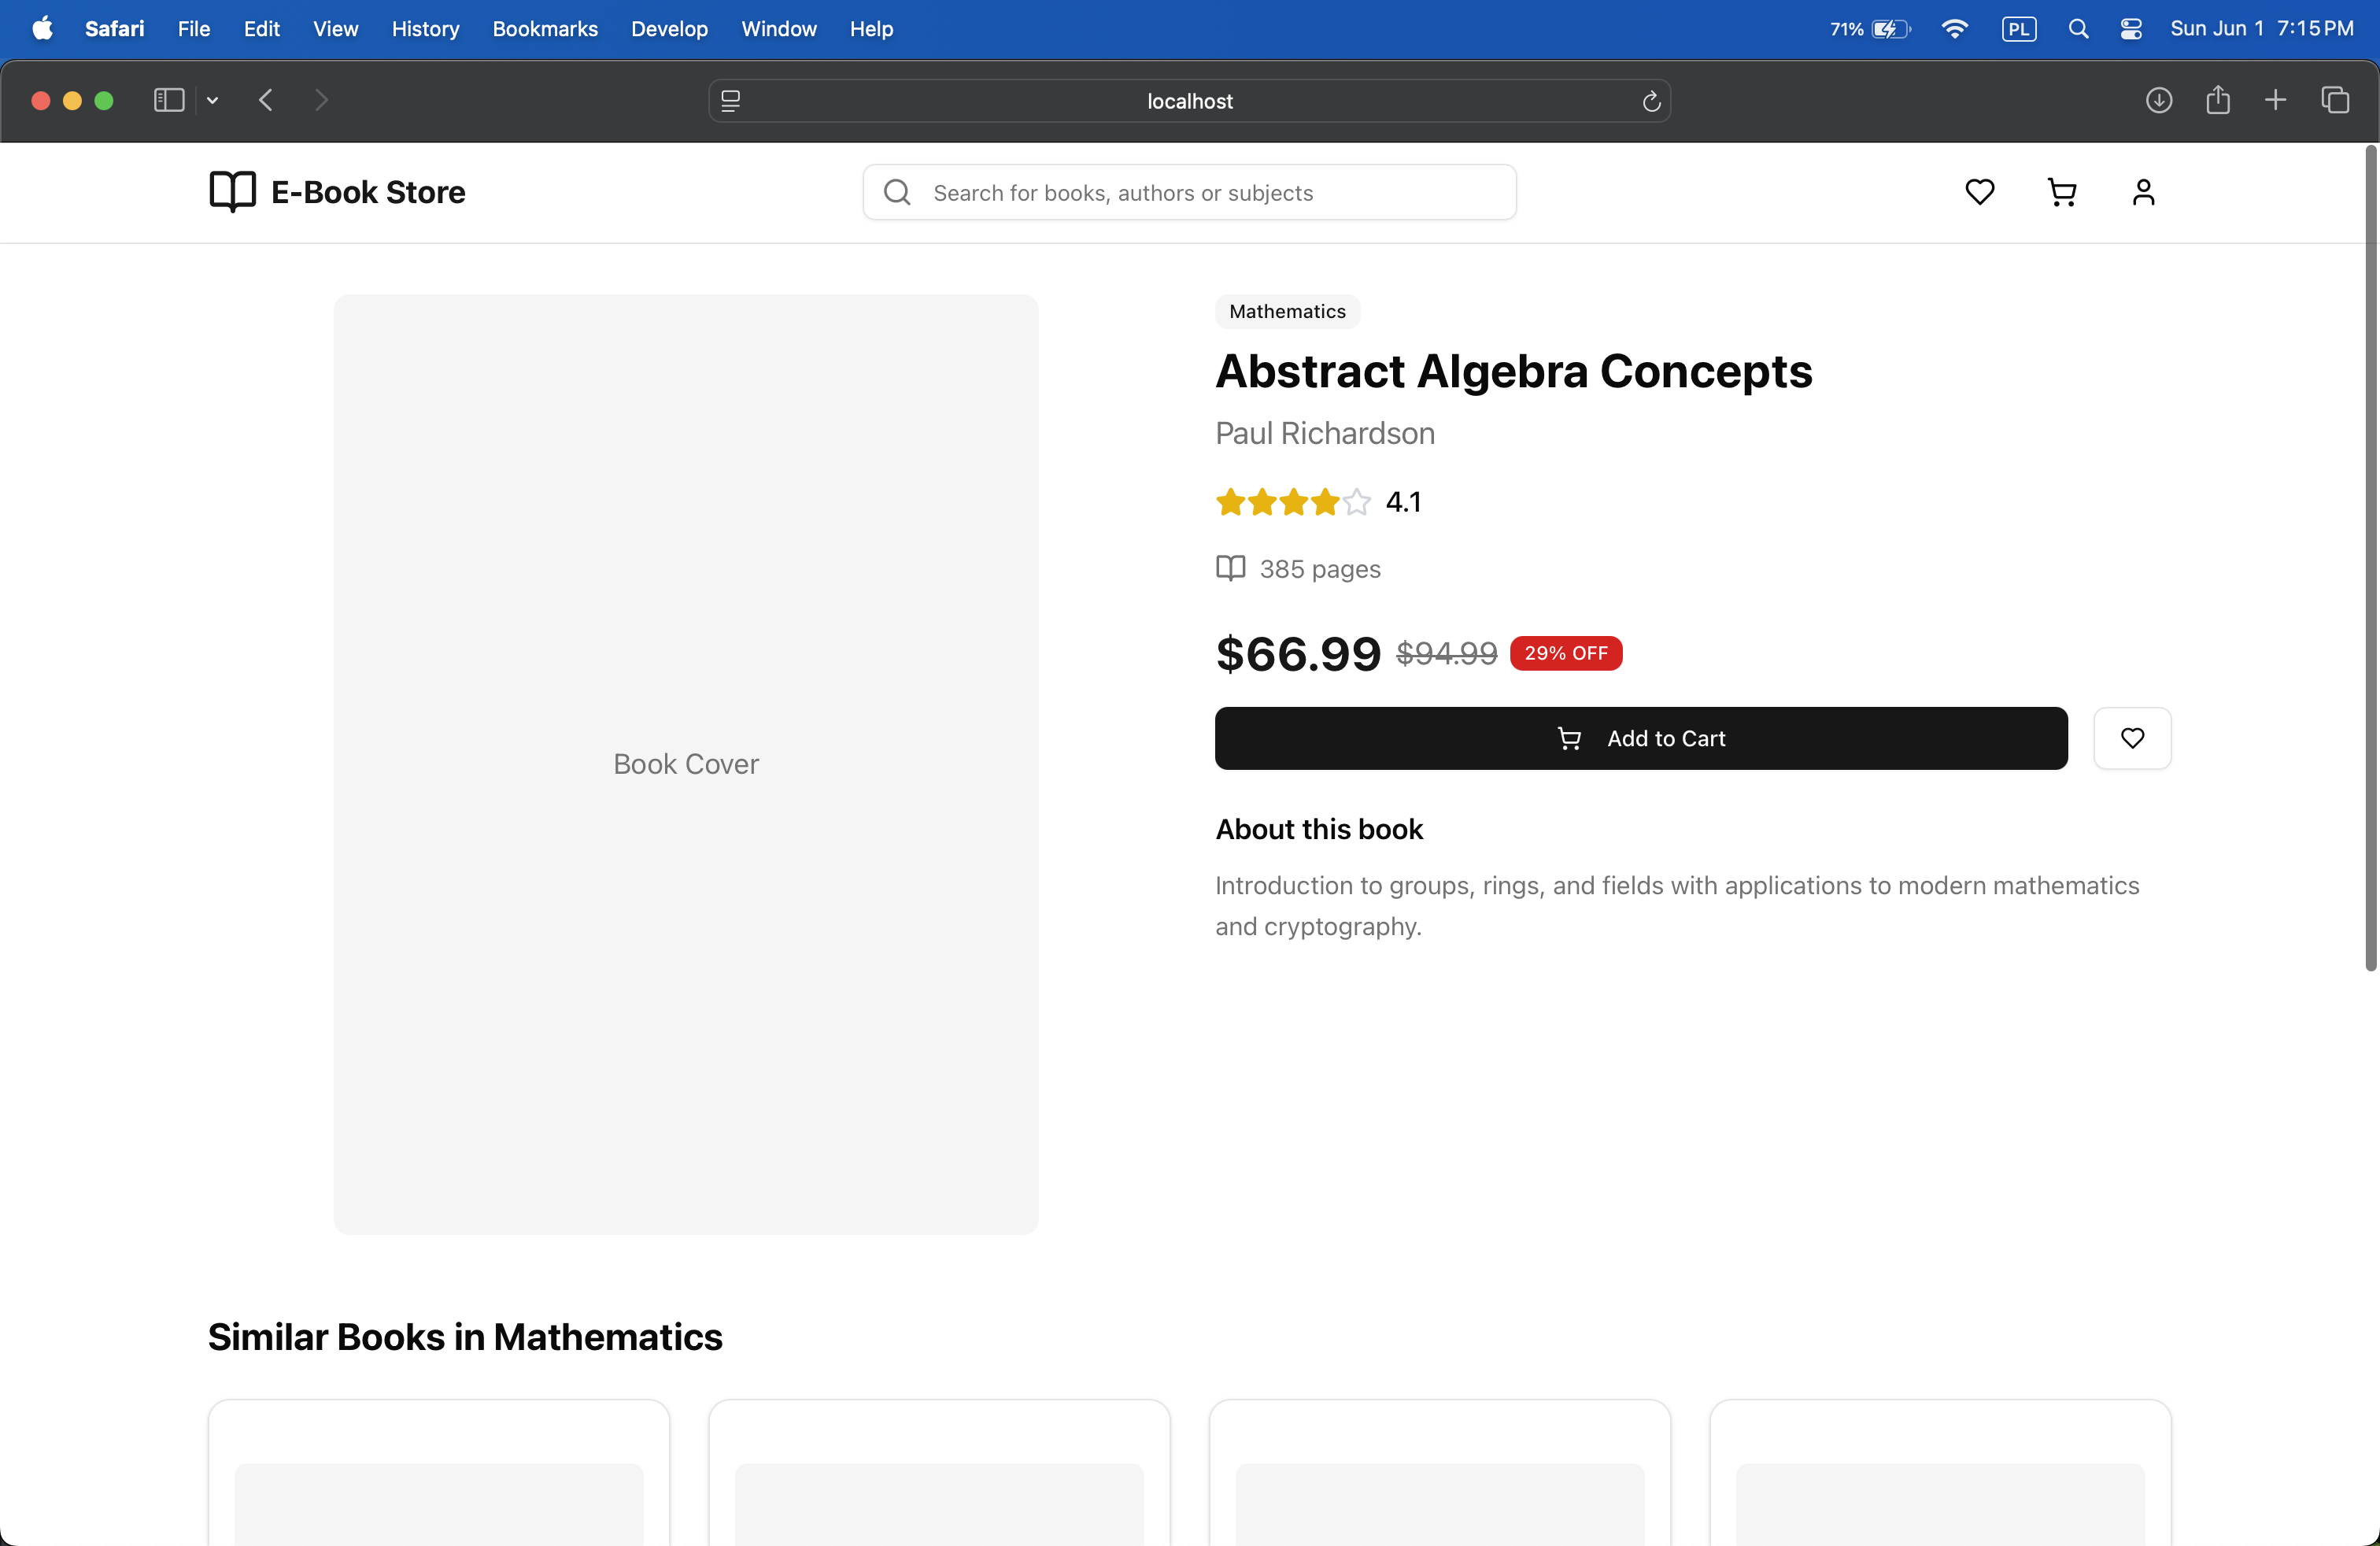 Safari File Edit View History Bookmarks Develop Window Help 71% PL Sun Jun 1 7:15 PM
localhost
E-Book Store
Search for books, authors or subjects
Mathematics
Abstract Algebra Concepts
Paul Richardson
4.1
385 pages
$66.99 $94.99 29% OFF
Add to Cart
Book Cover
About this book
Introduction to groups, rings, and fields with applications to modern mathematics
and cryptography.
Similar Books in Mathematics